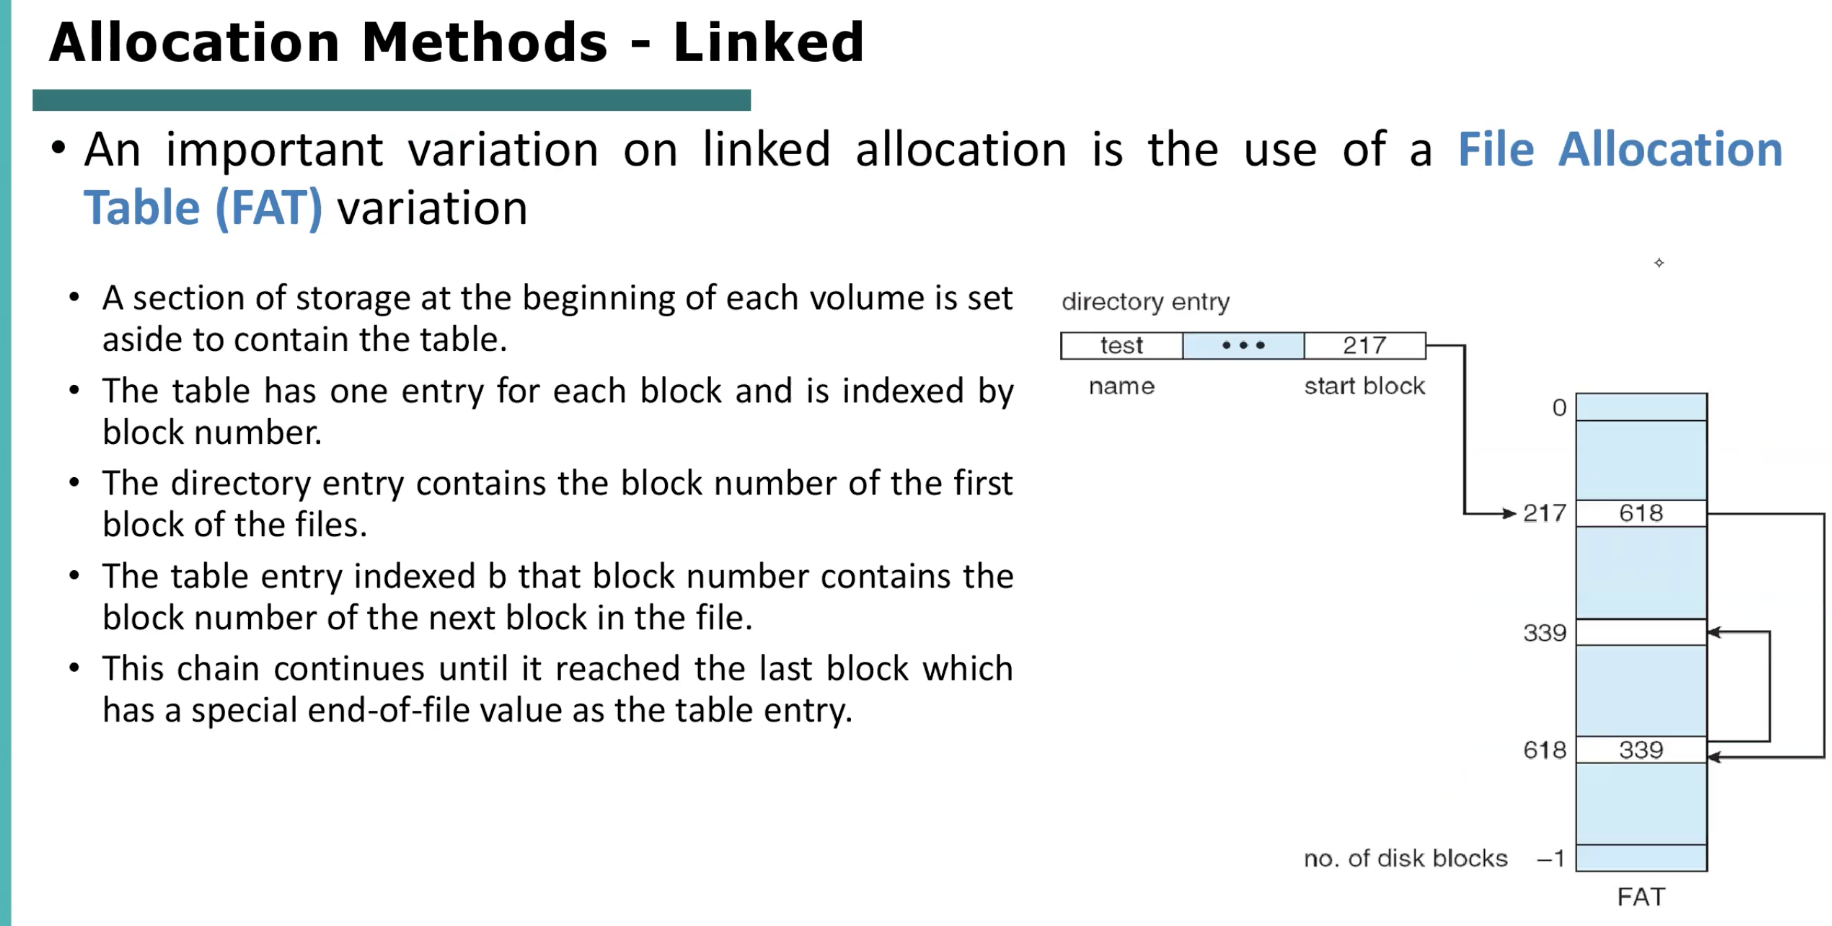 Allocation Methods - Linked
• An important variation on linked allocation is the use of a File Allocation
Table (FAT) variation
• A section of storage at the beginning of each volume is set
aside to contain the table.
• The table has one entry for each block and is indexed by
block number.
• The directory entry contains the block number of the first
block of the files.
• The table entry indexed b that block number contains the
block number of the next block in the file.
• This chain continues until it reached the last block which
has a special end-of-file value as the table entry.
directory entry
test ••• 217
name start block
0
217 618
339
618 339
no. of disk blocks –1
FAT